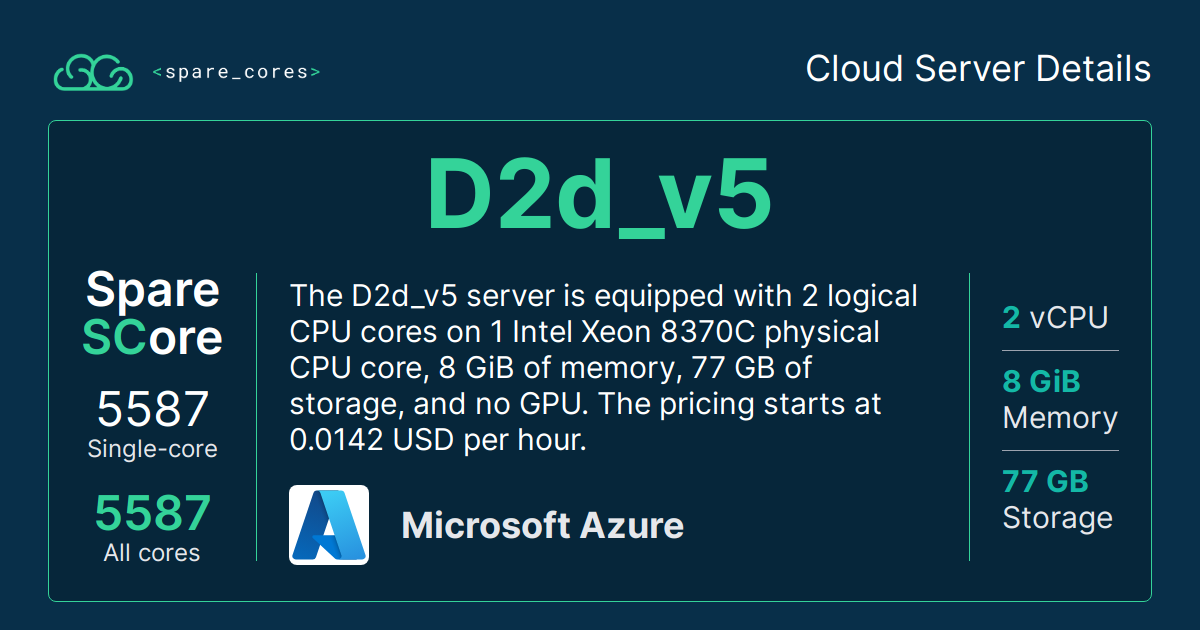 <spare_cores>
Cloud Server Details
D2d_v5
Spare
SCore
5587
Single-core
5587
All cores
The D2d_v5 server is equipped with 2 logical
CPU cores on 1 Intel Xeon 8370C physical
CPU core, 8 GiB of memory, 77 GB of
storage, and no GPU. The pricing starts at
0.0142 USD per hour.
Microsoft Azure
2 vCPU
8 GiB
Memory
77 GB
Storage